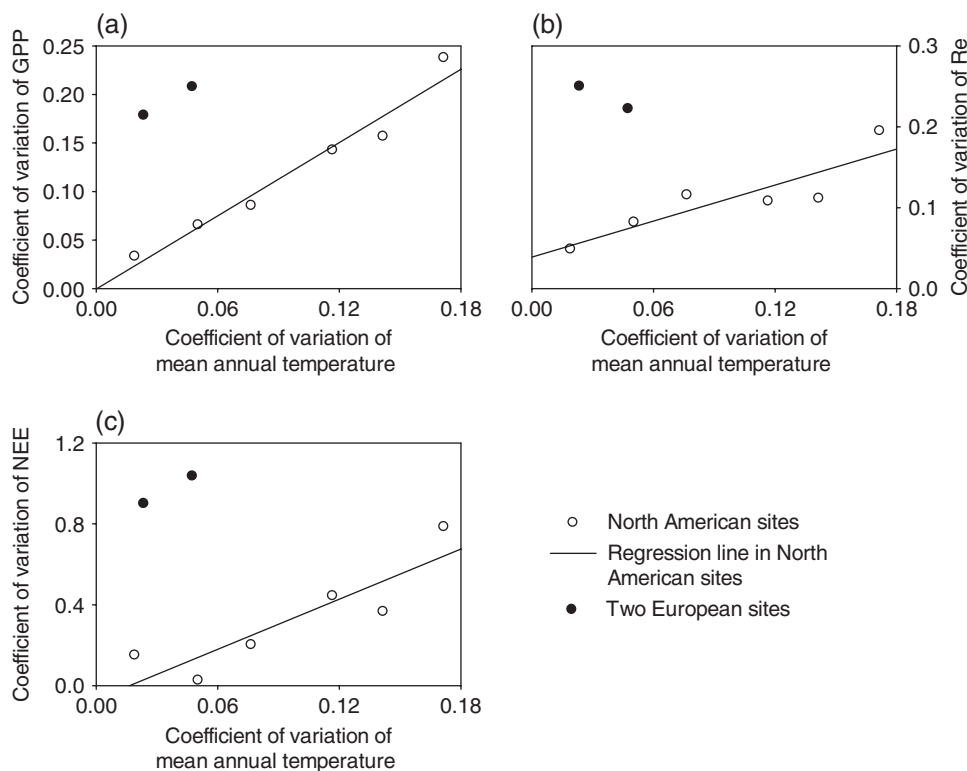 (a)
Coefficient of variation of GPP
0.25
0.20
0.15
0.10
0.05
0.00
0.00 0.06 0.12 0.18
Coefficient of variation of
mean annual temperature
(b)
0.3
0.2
0.1
0.0
Coefficient of variation of Re
0.00 0.06 0.12 0.18
Coefficient of variation of
mean annual temperature
(c)
Coefficient of variation of NEE
1.2
0.8
0.4
0.0
0.00 0.06 0.12 0.18
Coefficient of variation of
mean annual temperature
North American sites
Regression line in North
American sites
Two European sites